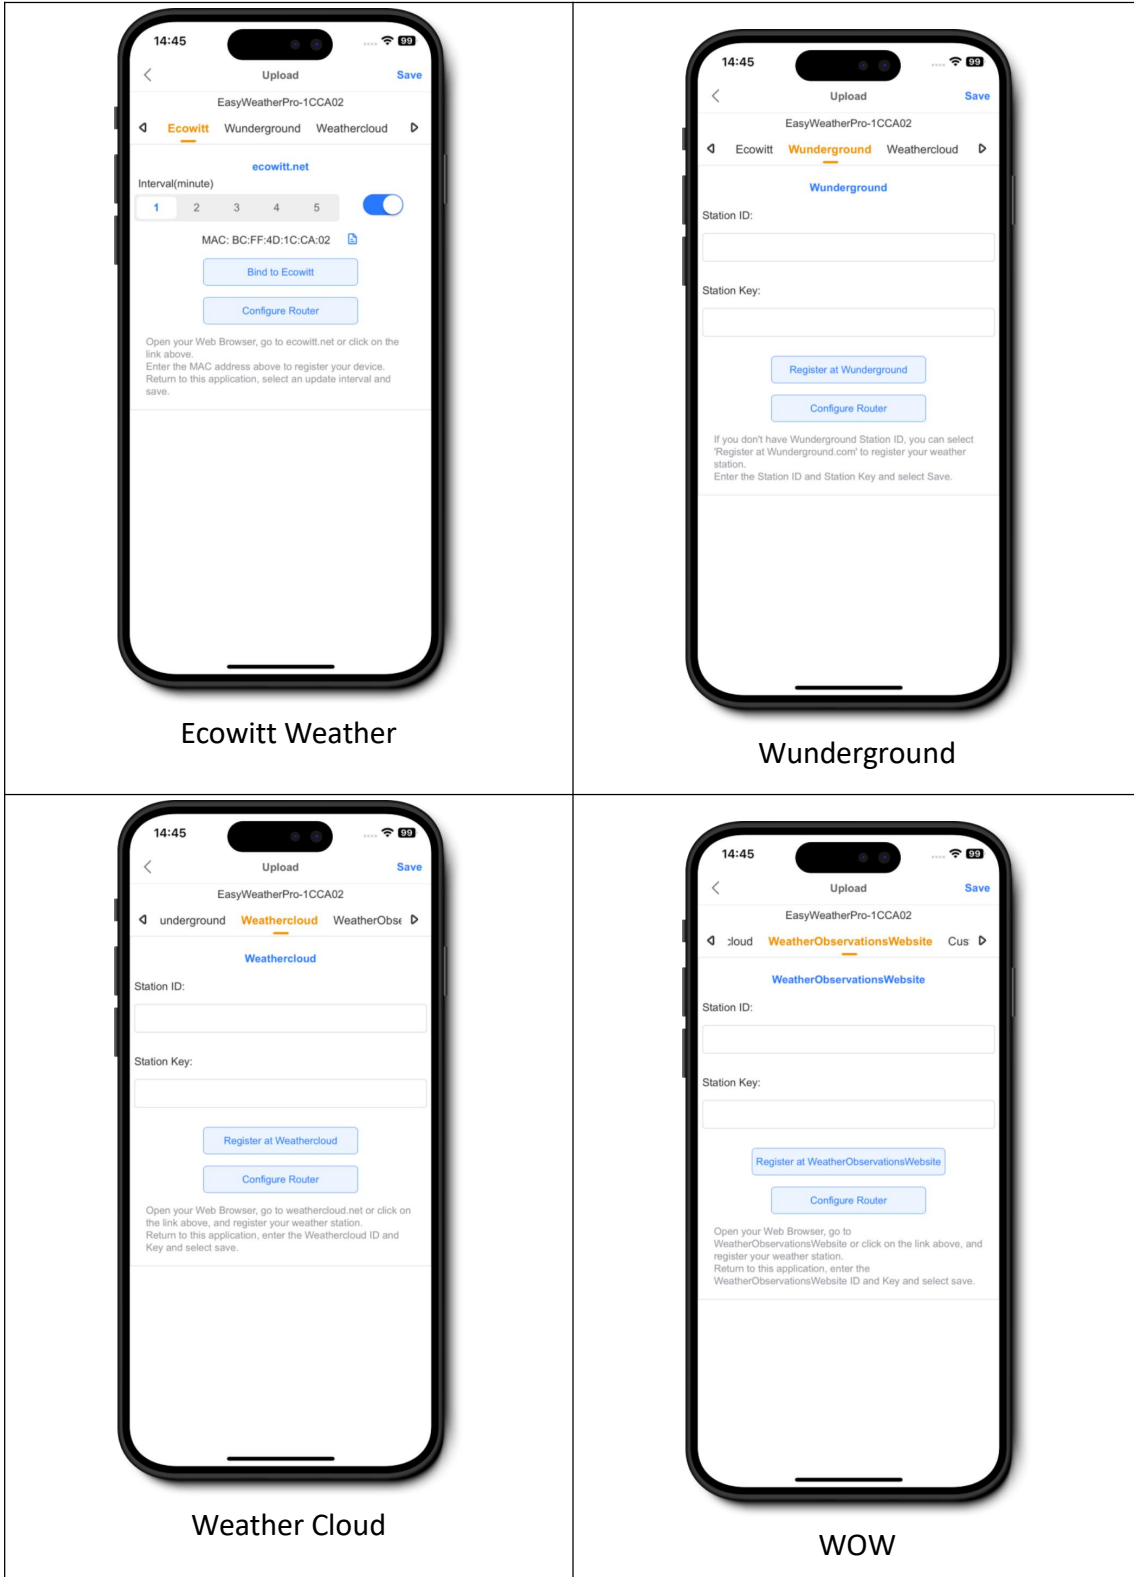 14:45
99
Upload
Save
EasyWeatherPro-1CCA02
Ecowitt Wunderground Weathercloud
ecowitt.net
Interval(minute)
1 2 3 4 5
MAC: BC:FF:4D:1C:CA:02
Bind to Ecowitt
Configure Router
Open your Web Browser, go to ecowitt.net or click on the
link above.
Enter the MAC address above to register your device.
Return to this application, select an update interval and
save.
Ecowitt Weather
14:45
99
Upload
Save
EasyWeatherPro-1CCA02
Ecowitt Wunderground Weathercloud
Wunderground
Station ID:
Station Key:
Register at Wunderground
Configure Router
If you don't have Wunderground Station ID, you can select
'Register at Wunderground.com' to register your weather
station.
Enter the Station ID and Station Key and select Save.
Wunderground
14:45
99
Upload
Save
EasyWeatherPro-1CCA02
underground Weathercloud WeatherObse
Weathercloud
Station ID:
Station Key:
Register at Weathercloud
Configure Router
Open your Web Browser, go to weathercloud.net or click on
the link above, and register your weather station.
Return to this application, enter the Weathercloud ID and
Key and select save.
Weather Cloud
14:45
99
Upload
Save
EasyWeatherPro-1CCA02
cloud WeatherObservationsWebsite Cus
WeatherObservationsWebsite
Station ID:
Station Key:
Register at WeatherObservationsWebsite
Configure Router
Open your Web Browser, go to
WeatherObservationsWebsite or click on the link above, and
register your weather station.
Return to this application, enter the
WeatherObservationsWebsite ID and Key and select save.
WOW